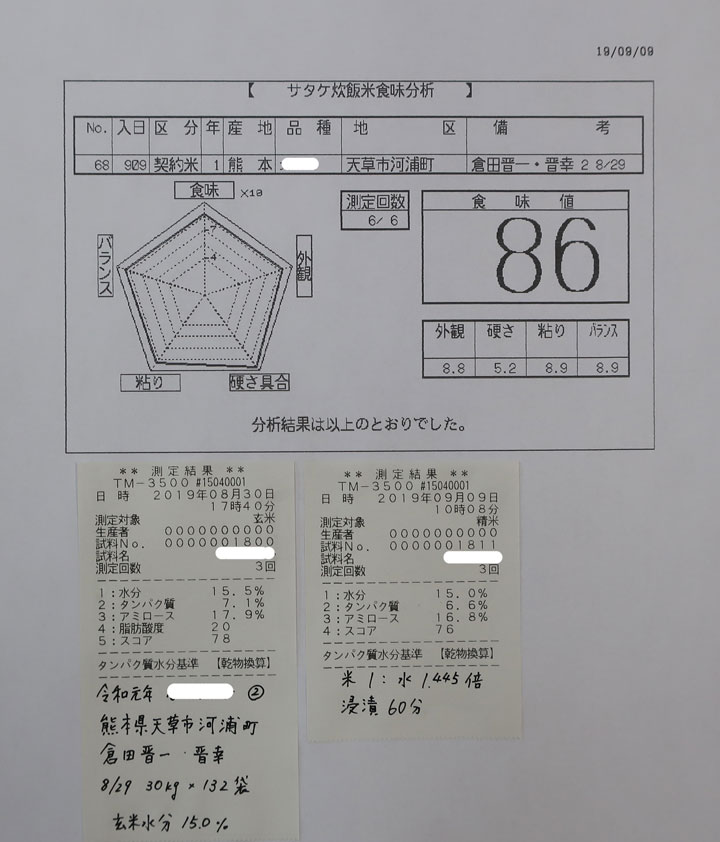 19/09/09
【 サタケ炊飯米食味分析 】
No. 入日 区分 年 産地 品種 地区 備考
68 909 契約米 1 熊本 天草市河浦町 倉田晋一・晋幸 2 8/29
食味 ×10
7
4
バランス
外観
粘り
硬さ具合
測定回数
6/ 6
食味値
86
外観 硬さ 粘り バランス
8.8 5.2 8.9 8.9
分析結果は以上のとおりでした。
** 測定結果 **
TM-3500 #15040001
日時 2019年08月30日
17時40分
測定対象 玄米
生産者 0000000000
試料No. 0000001800
試料名
測定回数 3回
1:水分 15.5%
2:タンパク質 7.1%
3:アミロース 17.9%
4:脂肪酸度 20
5:スコア 78
タンパク質水分基準 【乾物換算】
令和元年 ②
熊本県天草市河浦町
倉田晋一・晋幸
8/29 30kg×132袋
玄米水分 15.0%
** 測定結果 **
TM-3500 #15040001
日時 2019年09月09日
10時08分
測定対象 精米
生産者 0000000000
試料No. 0000001811
試料名
測定回数 3回
1:水分 15.0%
2:タンパク質 6.6%
3:アミロース 16.8%
4:スコア 76
タンパク質水分基準 【乾物換算】
米 1:水 1.445倍
浸漬 60分